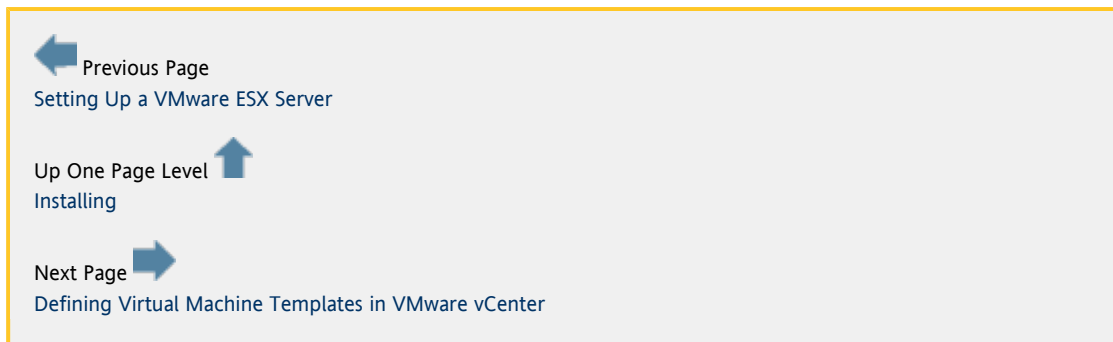 Previous Page
Setting Up a VMware ESX Server
Up One Page Level
Installing
Next Page
Defining Virtual Machine Templates in VMware vCenter